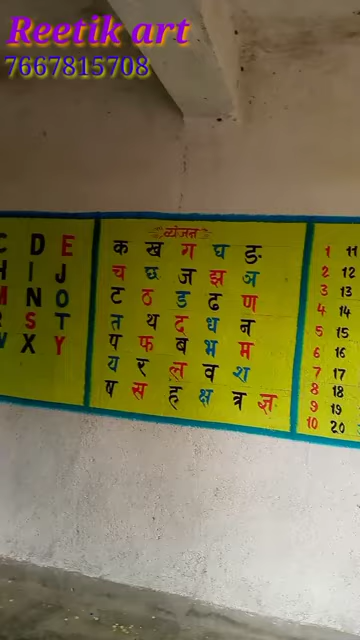 Reetik art
7667815708
C D E
H I J
M N O
R S T
W X Y
व्यंजन
क ख ग घ ङ
च छ ज झ ञ
ट ठ ड ढ ण
त थ द ध न
प फ ब भ म
य र ल व श
ष स ह क्ष त्र ज्ञ
1 11
2 12
3 13
4 14
5 15
6 16
7 17
8 18
9 19
10 20